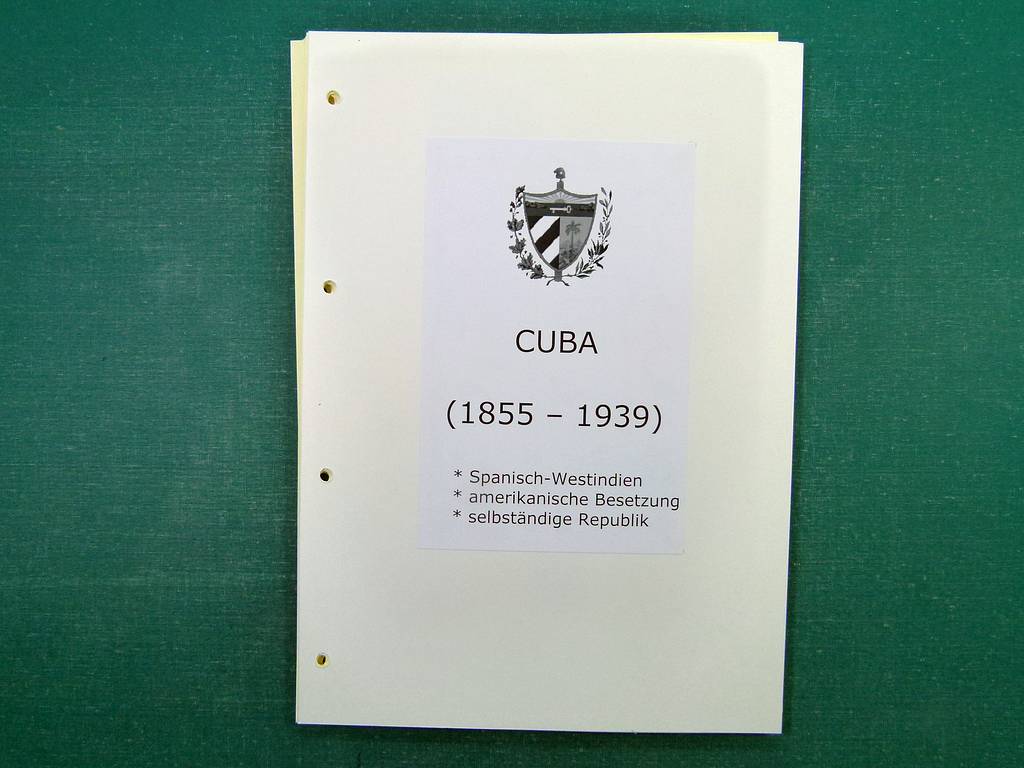 CUBA
(1855 – 1939)
* Spanisch-Westindien
* amerikanische Besetzung
* selbständige Republik